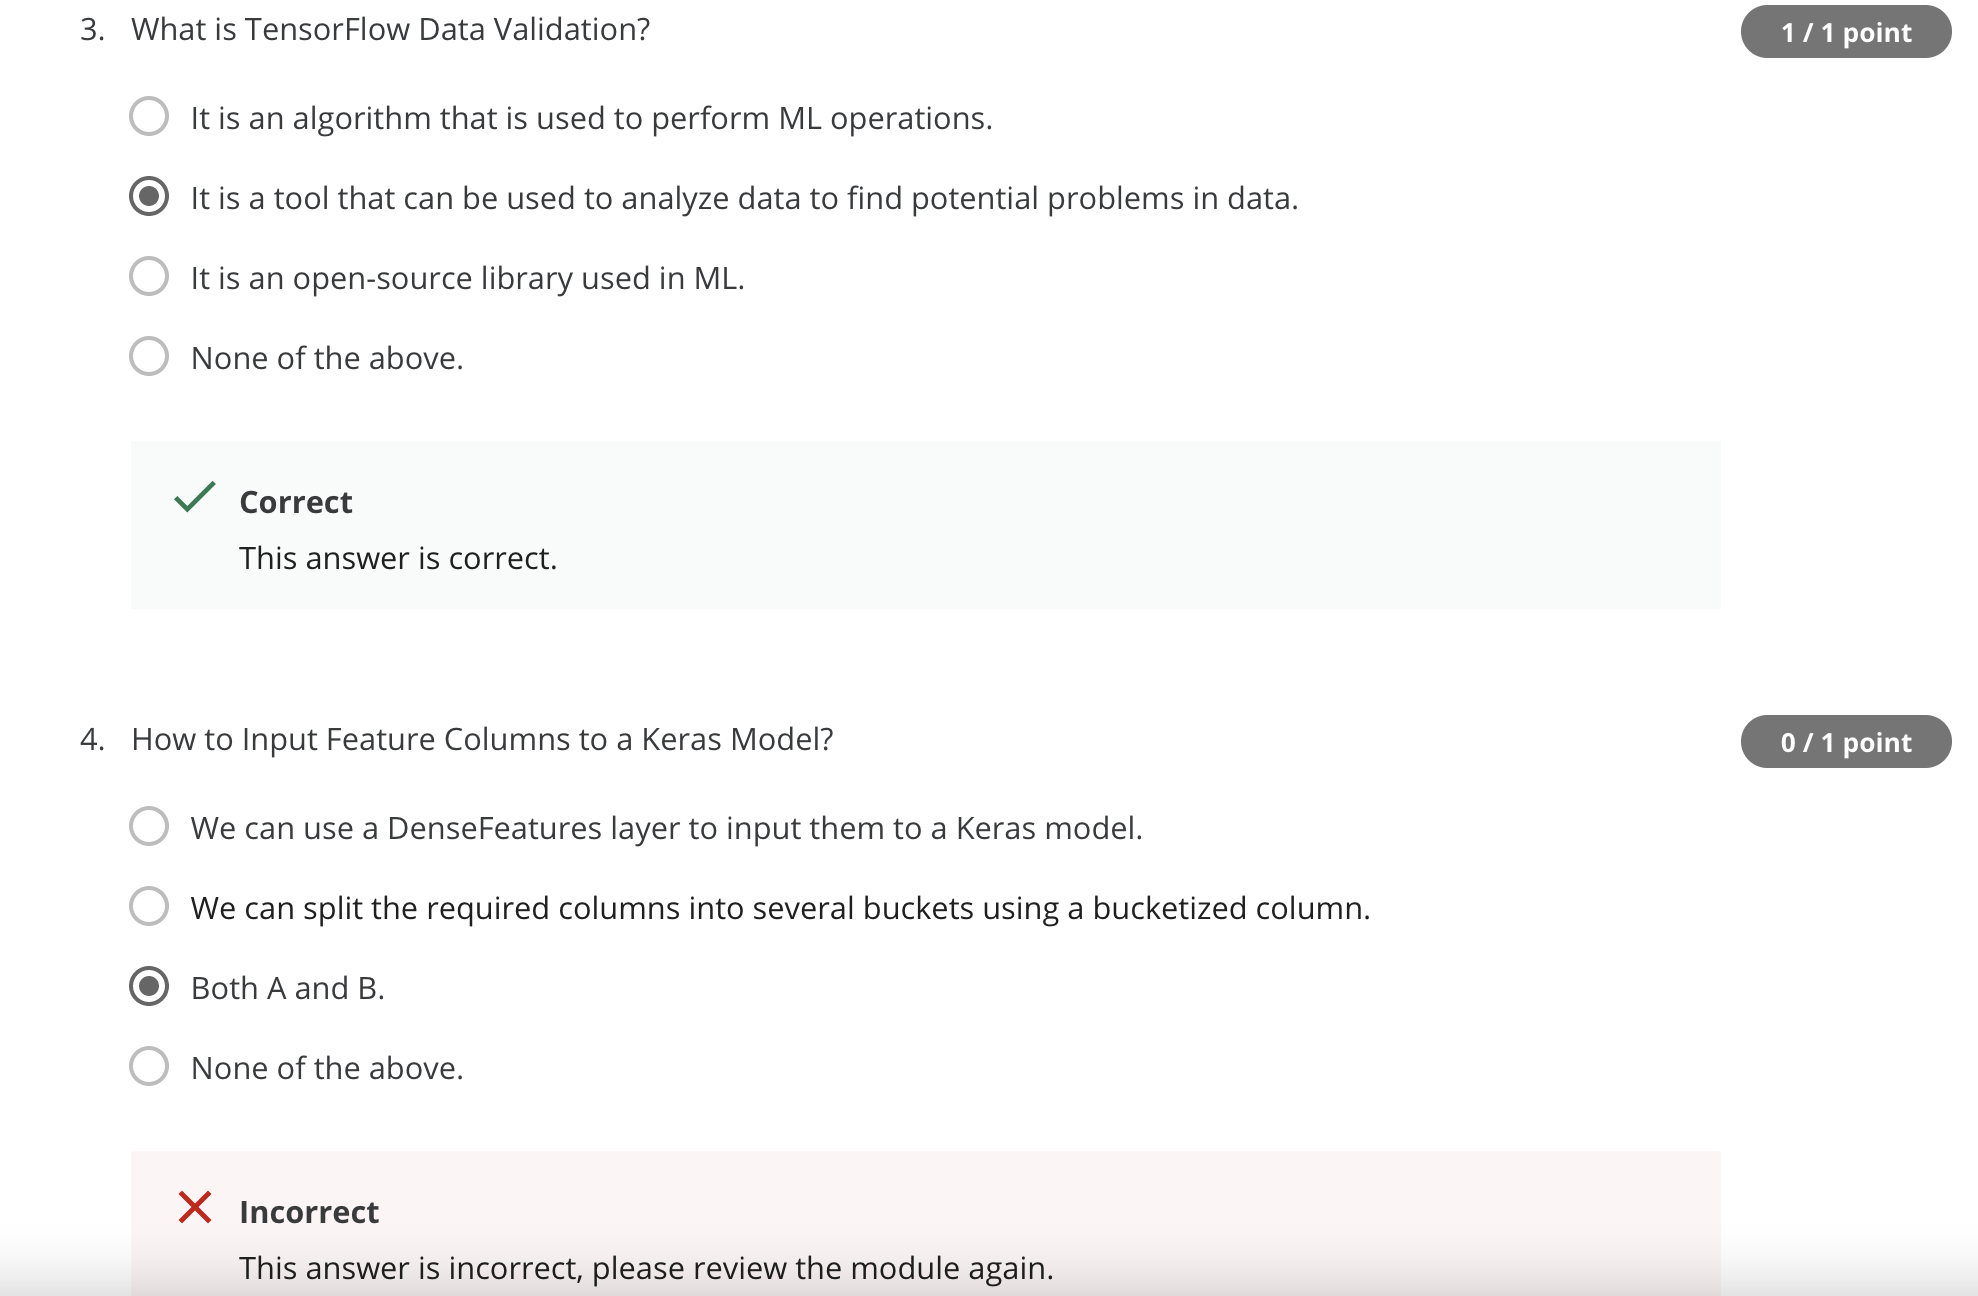 3. What is TensorFlow Data Validation?
1 / 1 point
It is an algorithm that is used to perform ML operations.
It is a tool that can be used to analyze data to find potential problems in data.
It is an open-source library used in ML.
None of the above.
Correct
This answer is correct.
4. How to Input Feature Columns to a Keras Model?
0 / 1 point
We can use a DenseFeatures layer to input them to a Keras model.
We can split the required columns into several buckets using a bucketized column.
Both A and B.
None of the above.
Incorrect
This answer is incorrect, please review the module again.